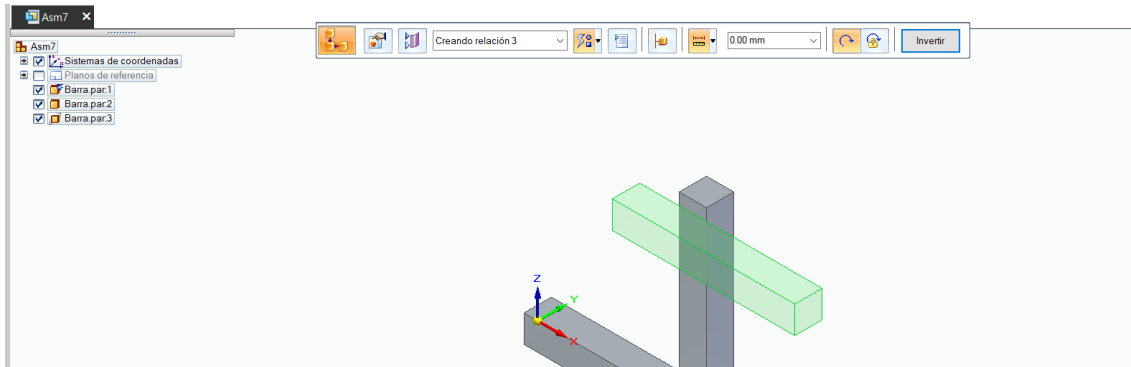 Asm7
Creando relación 3
0.00 mm
Invertir
Asm7
Sistemas de coordenadas
Planos de referencia
Barra.par:1
Barra.par:2
Barra.par:3
Z
Y
X